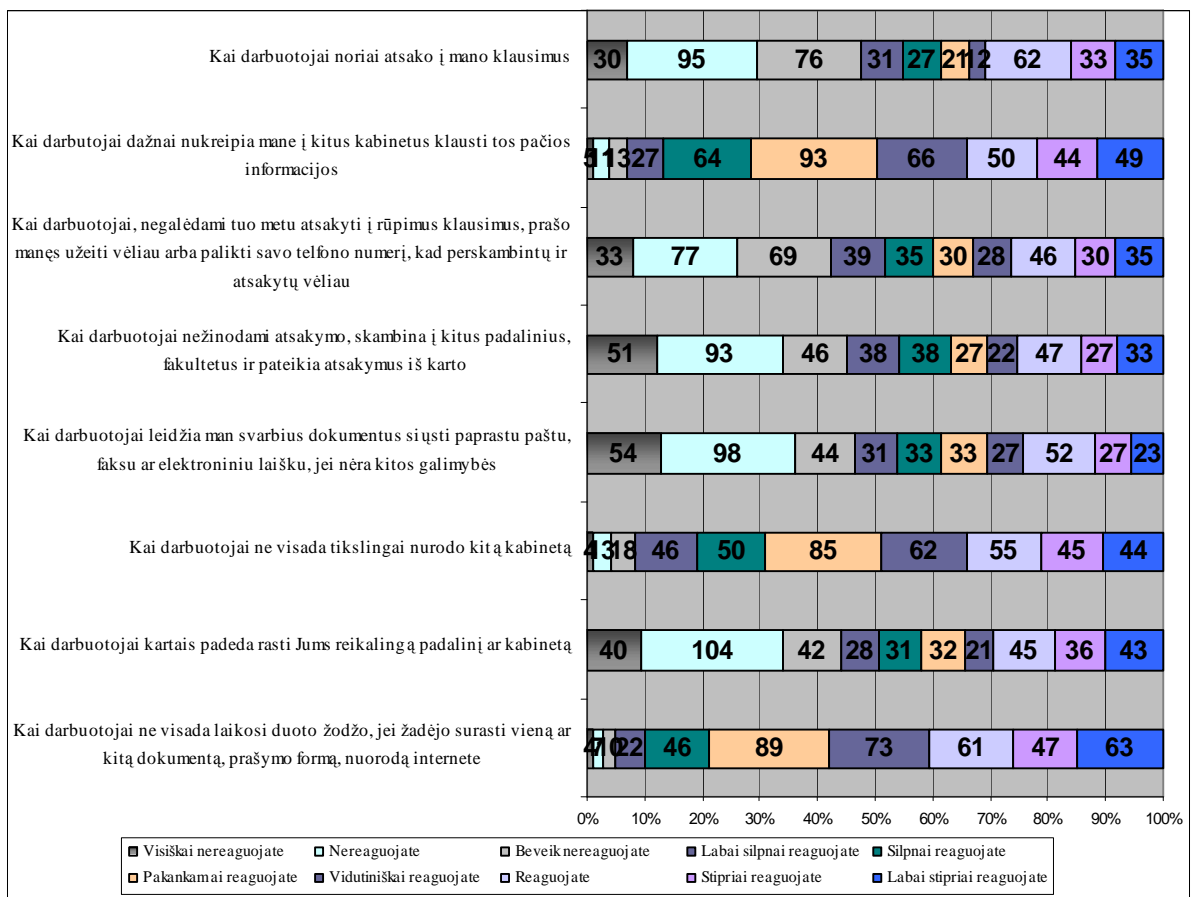 Kai darbuotojai noriai atsako į mano klausimus
30 95 76 31 27 21 12 62 33 35
Kai darbutojai dažnai nukreipia mane į kitus kabinetus klausti tos pačios
informacijos
5 11 13 27 64 93 66 50 44 49
Kai darbuotojai, negalėdami tuo metu atsakyti į rūpimus klausimus, prašo
manęs užeiti vėliau arba palikti savo telfono numerį, kad perskambintų ir
atsakytų vėliau
33 77 69 39 35 30 28 46 30 35
Kai darbuotojai nežinodami atsakymo, skambina į kitus padalinius,
fakultetus ir pateikia atsakymus iš karto
51 93 46 38 38 27 22 47 27 33
Kai darbuotojai leidžia man svarbius dokumentus siųsti paprastu paštu,
faksu ar elektroniniu laišku, jei nėra kitos galimybės
54 98 44 31 33 33 27 52 27 23
Kai darbuotojai ne visada tikslingai nurodo kitą kabinetą
4 13 18 46 50 85 62 55 45 44
Kai darbuotojai kartais padeda rasti Jums reikalingą padalinį ar kabinetą
40 104 42 28 31 32 21 45 36 43
Kai darbuotojai ne visada laikosi duoto žodžo, jei žadėjo surasti vieną ar
kitą dokumentą, prašymo formą, nuorodą internete
4 7 10 22 46 89 73 61 47 63
0% 10% 20% 30% 40% 50% 60% 70% 80% 90% 100%
Visiškai nereaguojate Nereaguojate Beveik nereaguojate Labai silpnai reaguojate Silpnai reaguojate
Pakankamai reaguojate Vidutiniškai reaguojate Reaguojate Stipriai reaguojate Labai stipriai reaguojate